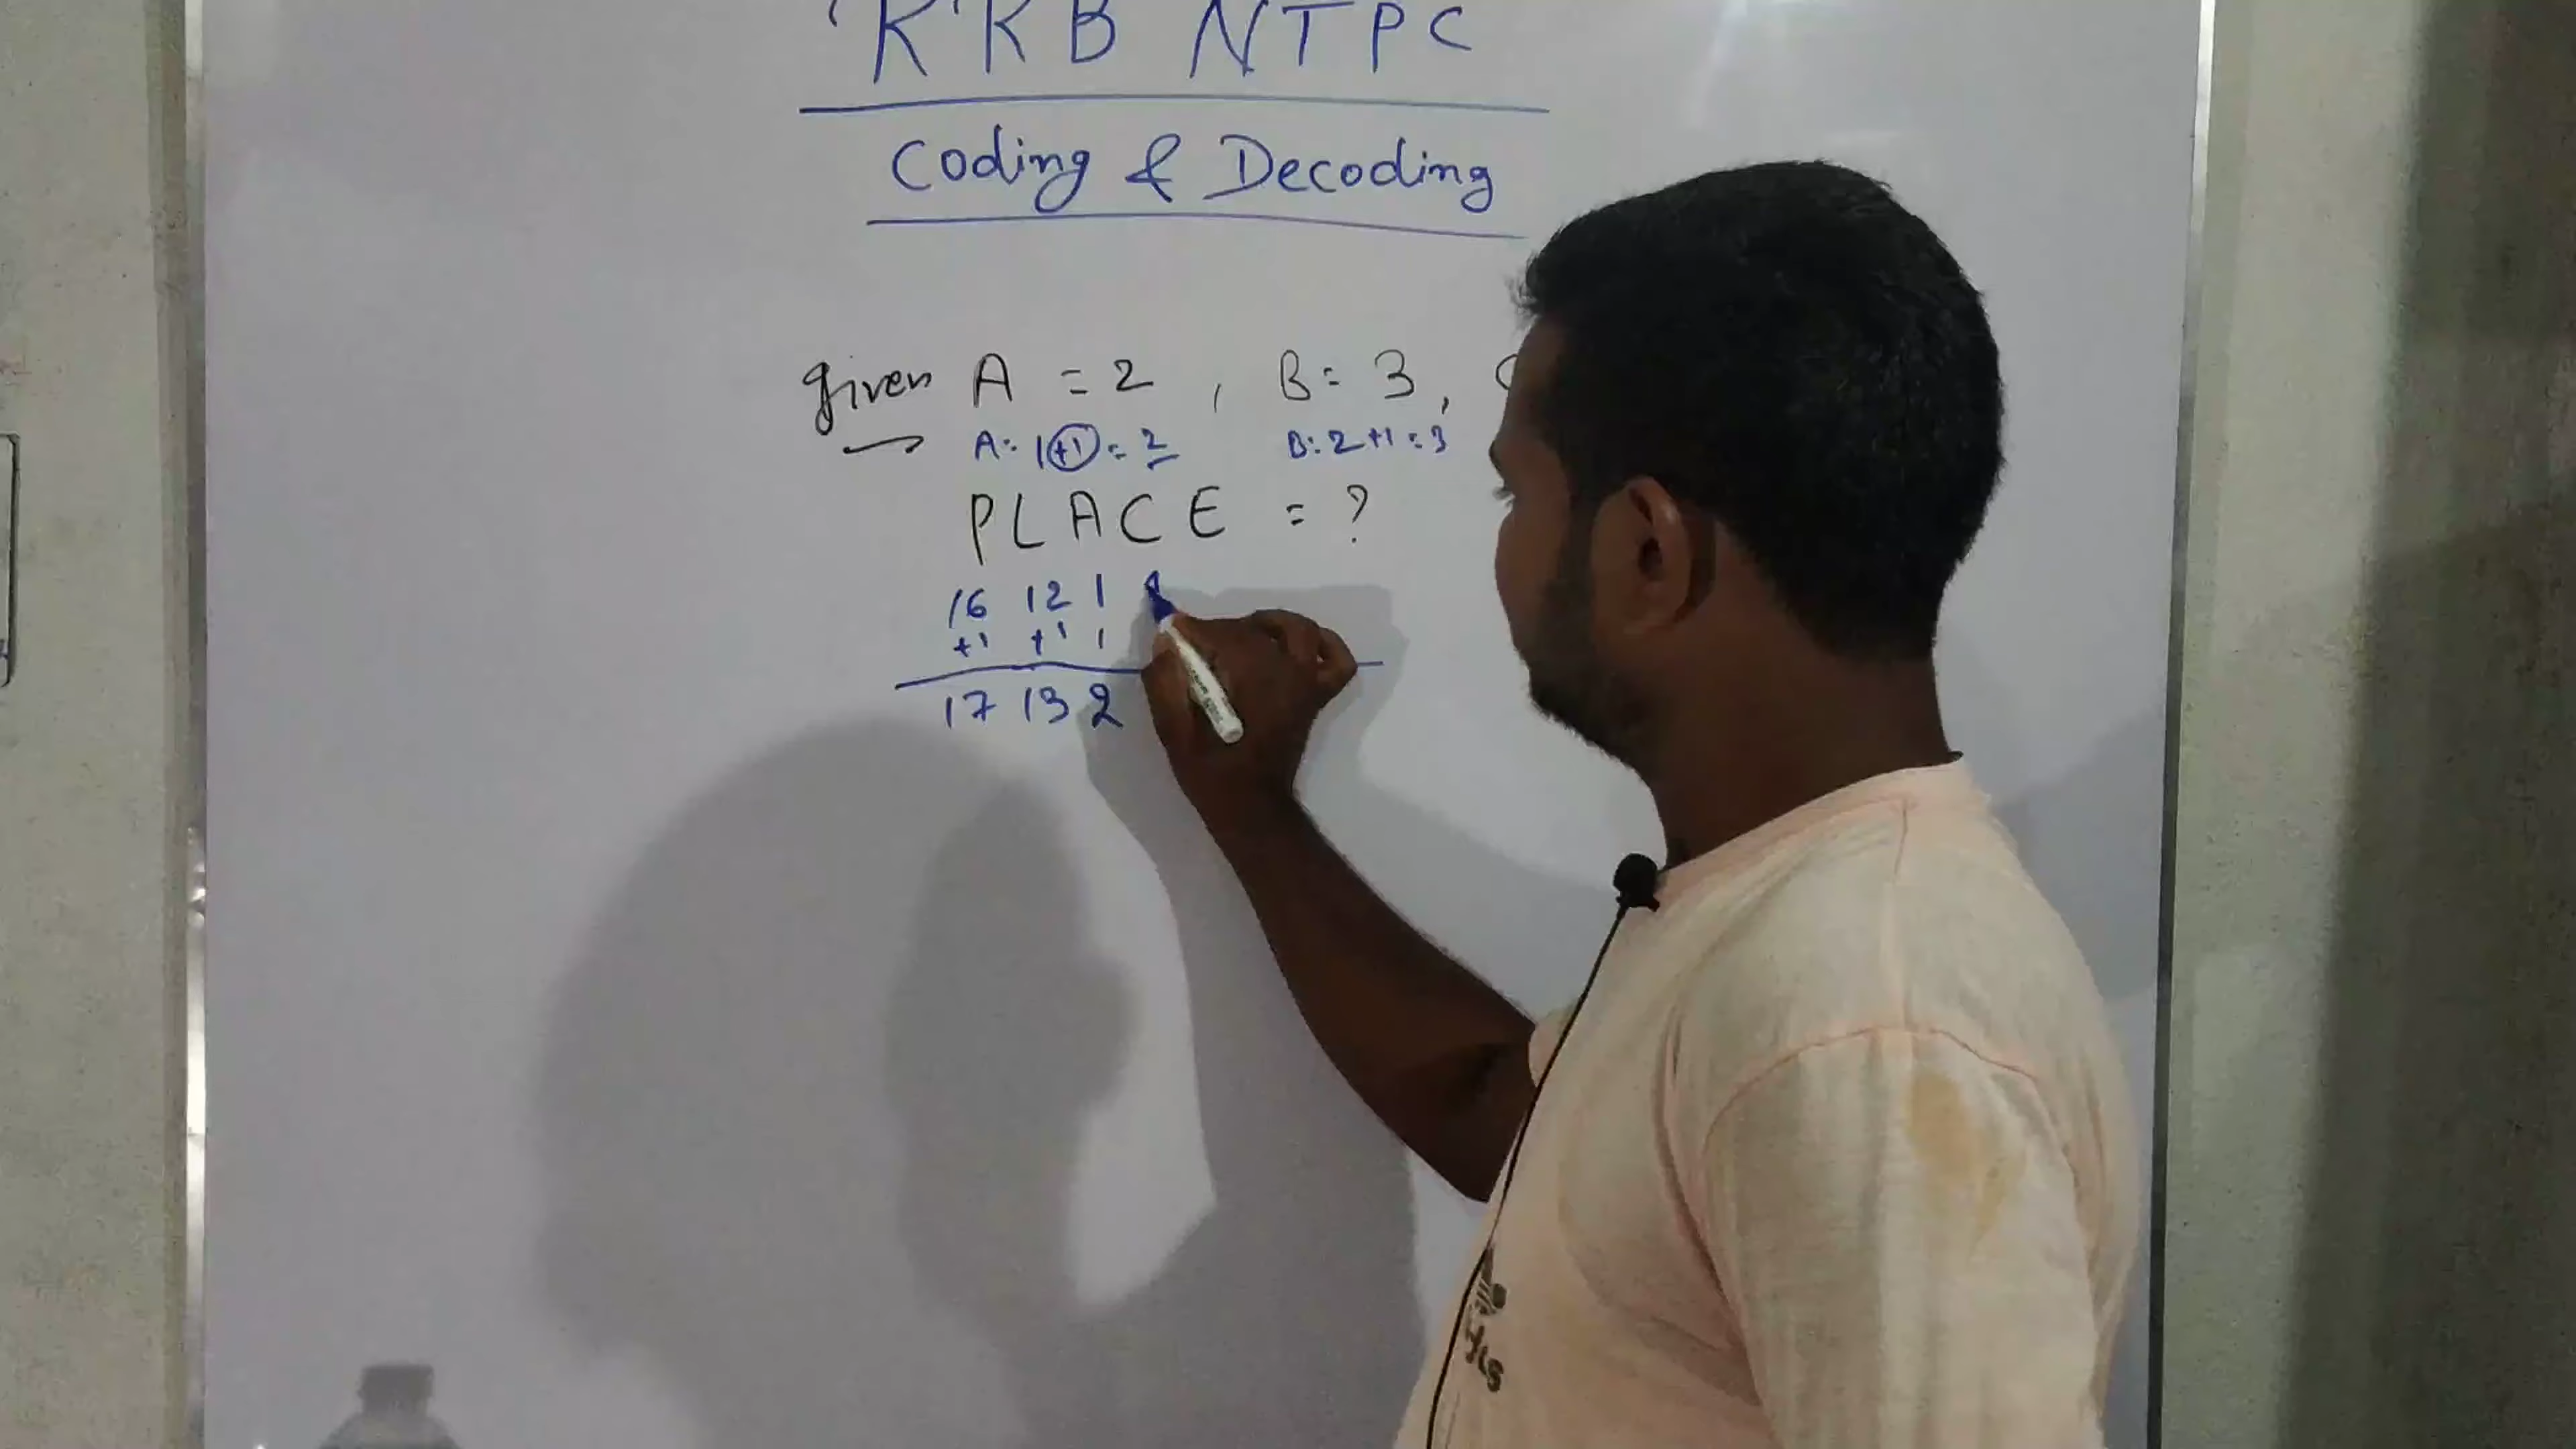 RRB NTPC
Coding & Decoding
given A = 2 , B = 3,
A = 1+1 = 2 B = 2+1 = 3
PLACE = ?
16 12 1
+1 +1 1
17 13 2